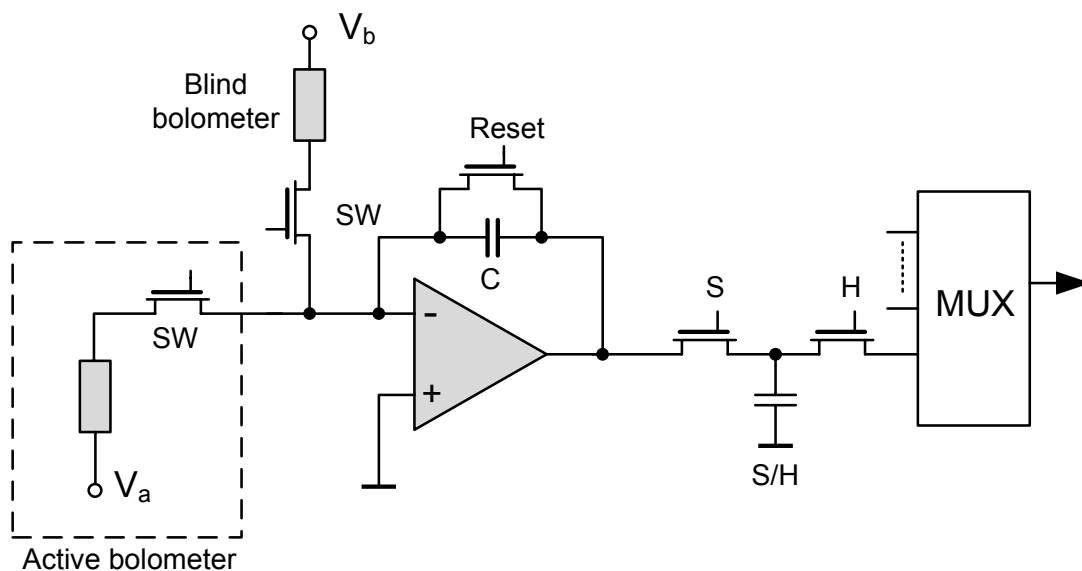 V_b
Blind
bolometer
Reset
SW
C
S
H
MUX
SW
-
+
V_a
S/H
Active bolometer